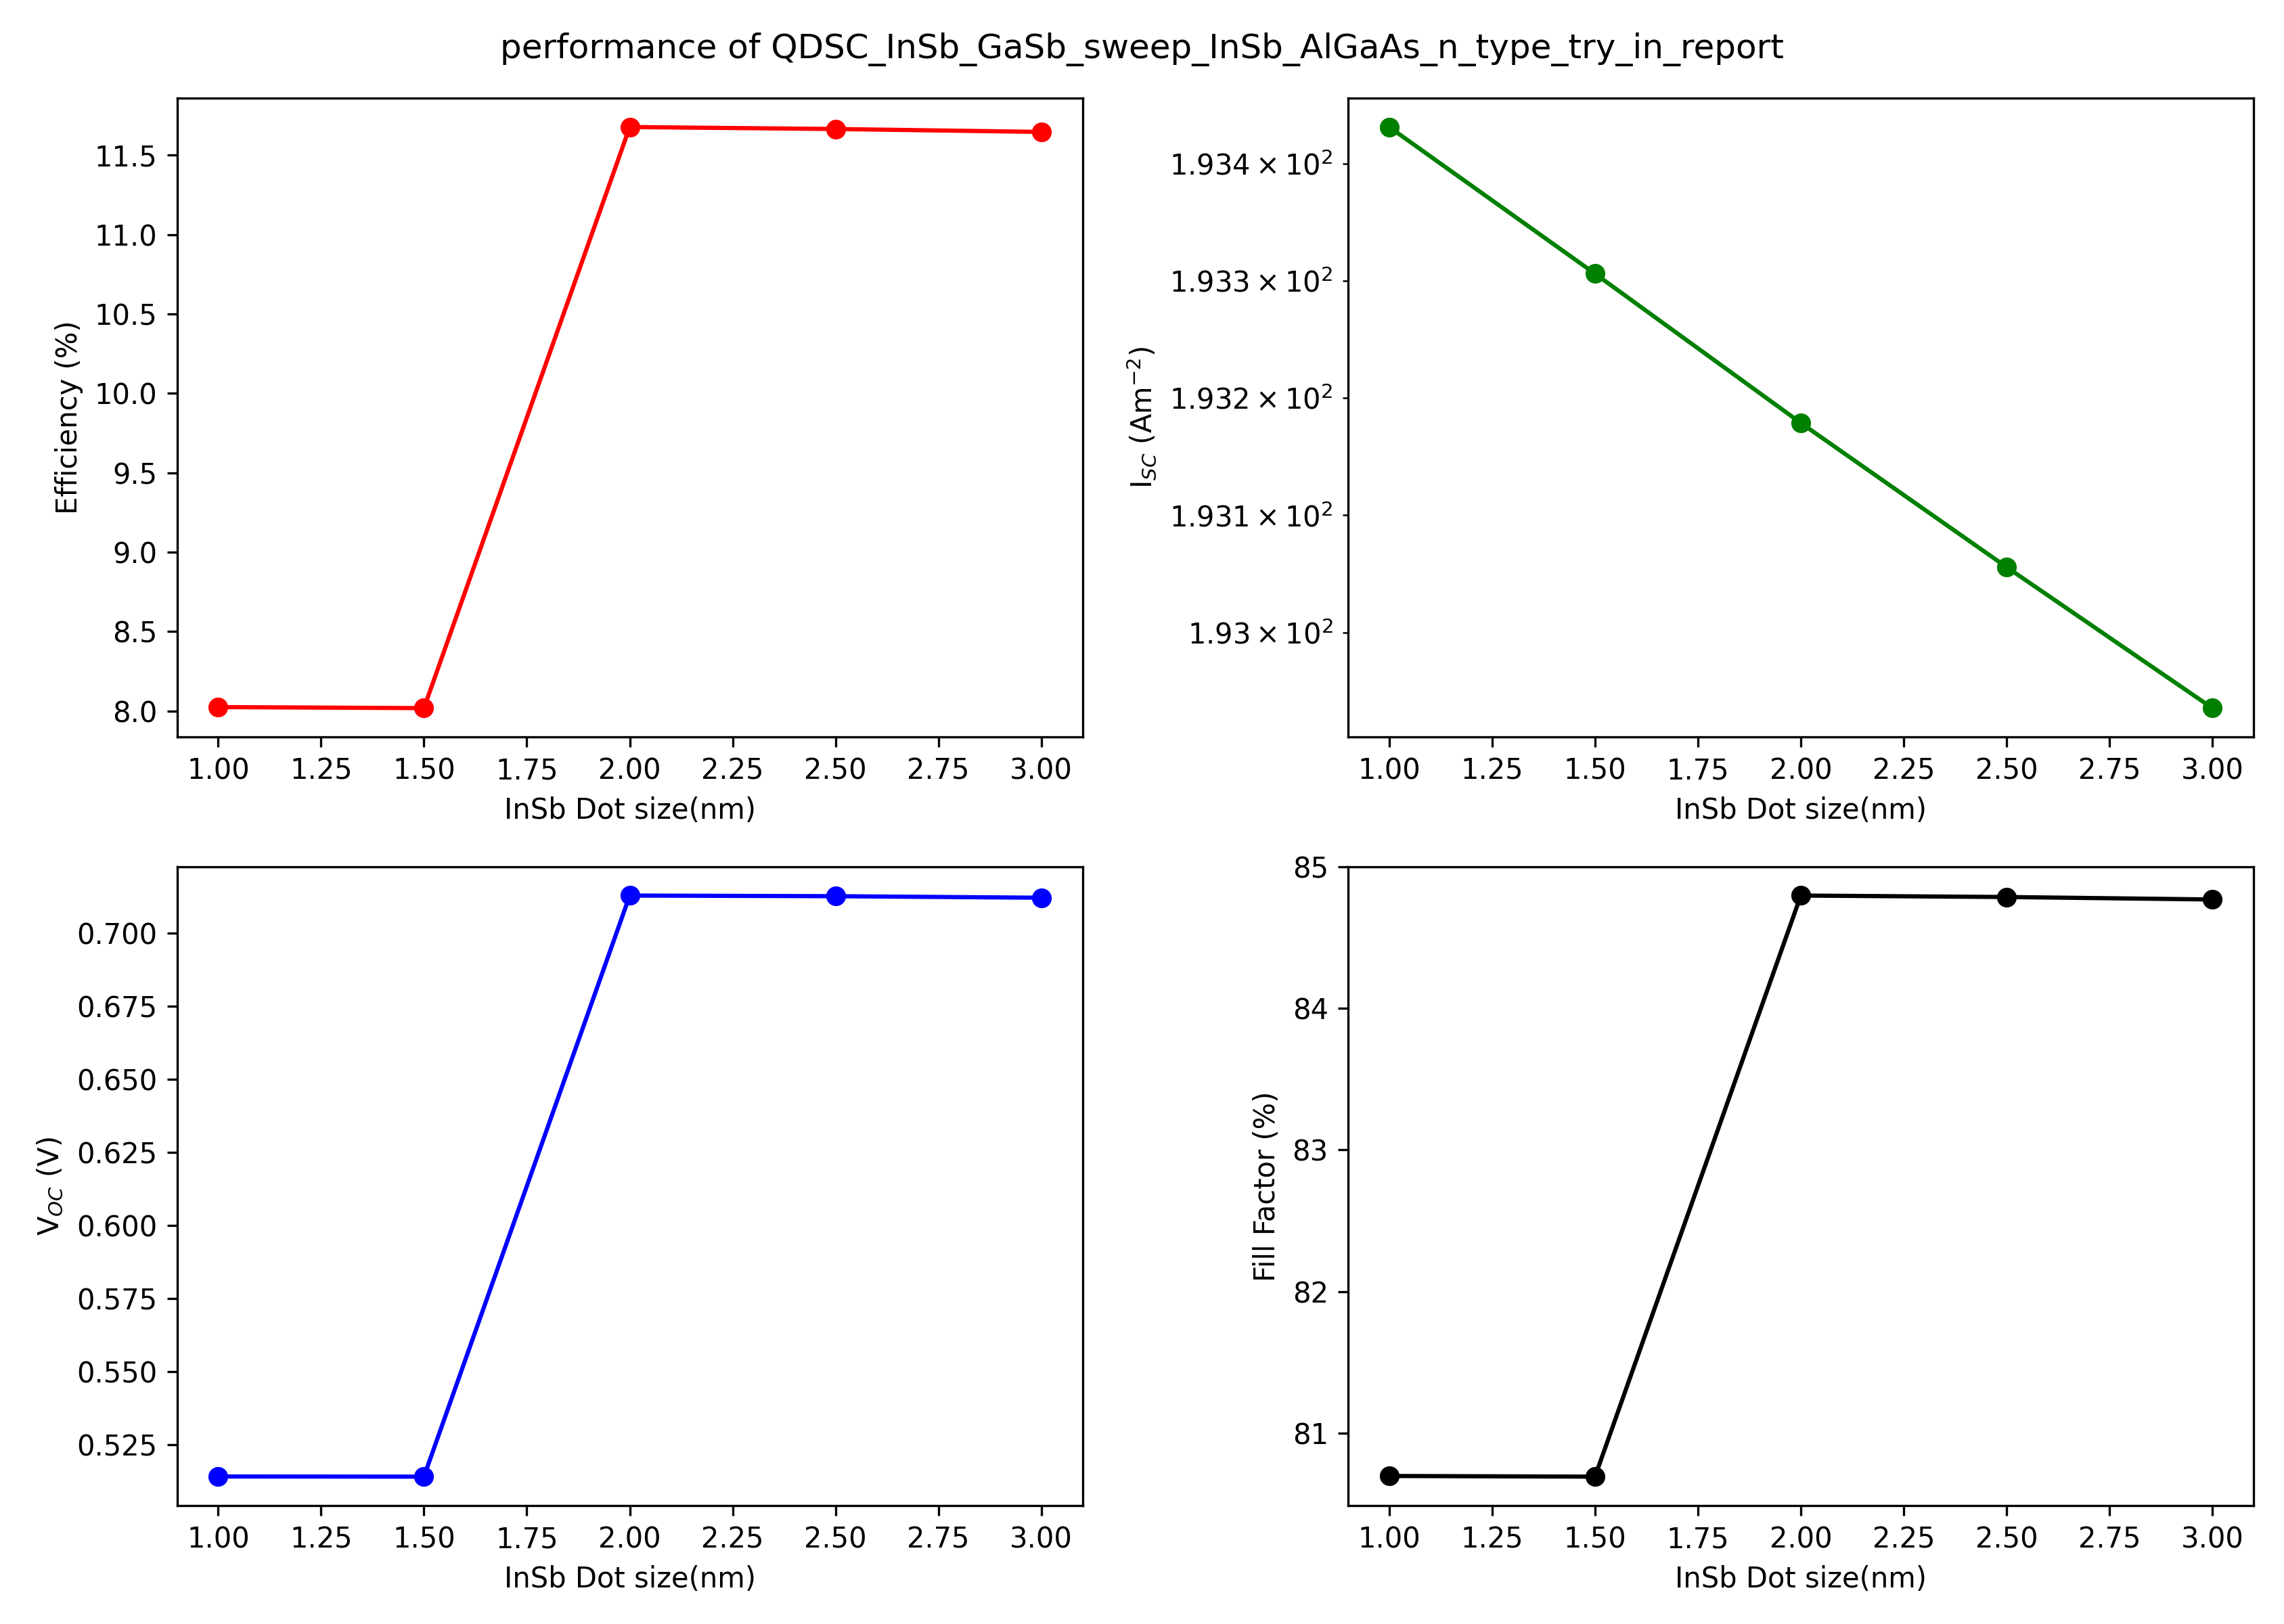 performance of QDSC_InSb_GaSb_sweep_InSb_AlGaAs_n_type_try_in_report
Efficiency (%)
11.5
11.0
10.5
10.0
9.5
9.0
8.5
8.0
1.00 1.25 1.50 1.75 2.00 2.25 2.50 2.75 3.00
InSb Dot size(nm)
I_SC (Am⁻²)
1.934 × 10²
1.933 × 10²
1.932 × 10²
1.931 × 10²
1.93 × 10²
1.00 1.25 1.50 1.75 2.00 2.25 2.50 2.75 3.00
InSb Dot size(nm)
V_OC (V)
0.700
0.675
0.650
0.625
0.600
0.575
0.550
0.525
1.00 1.25 1.50 1.75 2.00 2.25 2.50 2.75 3.00
InSb Dot size(nm)
Fill Factor (%)
85
84
83
82
81
1.00 1.25 1.50 1.75 2.00 2.25 2.50 2.75 3.00
InSb Dot size(nm)